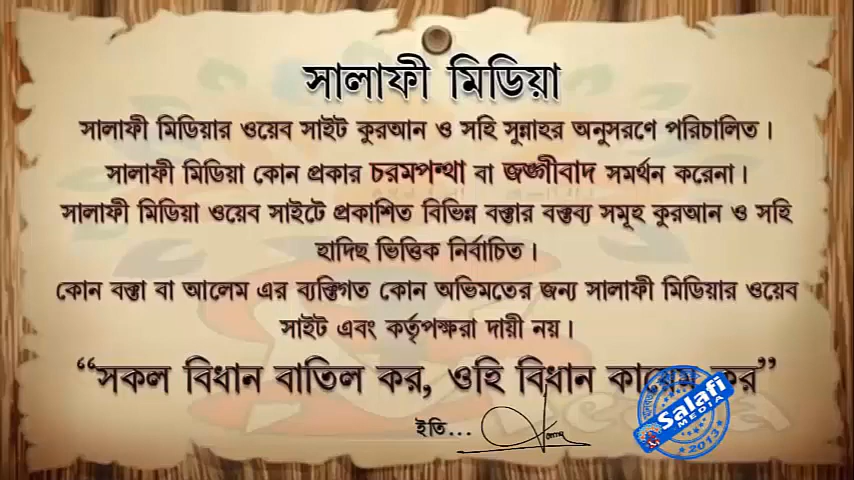 সালাফী মিডিয়া
সালাফী মিডিয়ার ওয়েব সাইট কুরআন ও সহি সুন্নাহর অনুসরণে পরিচালিত।
সালাফী মিডিয়া কোন প্রকার চরমপন্থা বা জঙ্গীবাদ সমর্থন করেনা।
সালাফী মিডিয়া ওয়েব সাইটে প্রকাশিত বিভিন্ন বক্তার বক্তব্য সমূহ কুরআন ও সহি
হাদিছ ভিত্তিক নির্বাচিত।
কোন বক্তা বা আলেম এর ব্যক্তিগত কোন অভিমতের জন্য সালাফী মিডিয়ার ওয়েব
সাইট এবং কর্তৃপক্ষরা দায়ী নয়।
“সকল বিধান বাতিল কর, ওহি বিধান কায়েম কর”
ইতি...
Salafi
MEDIA
2013